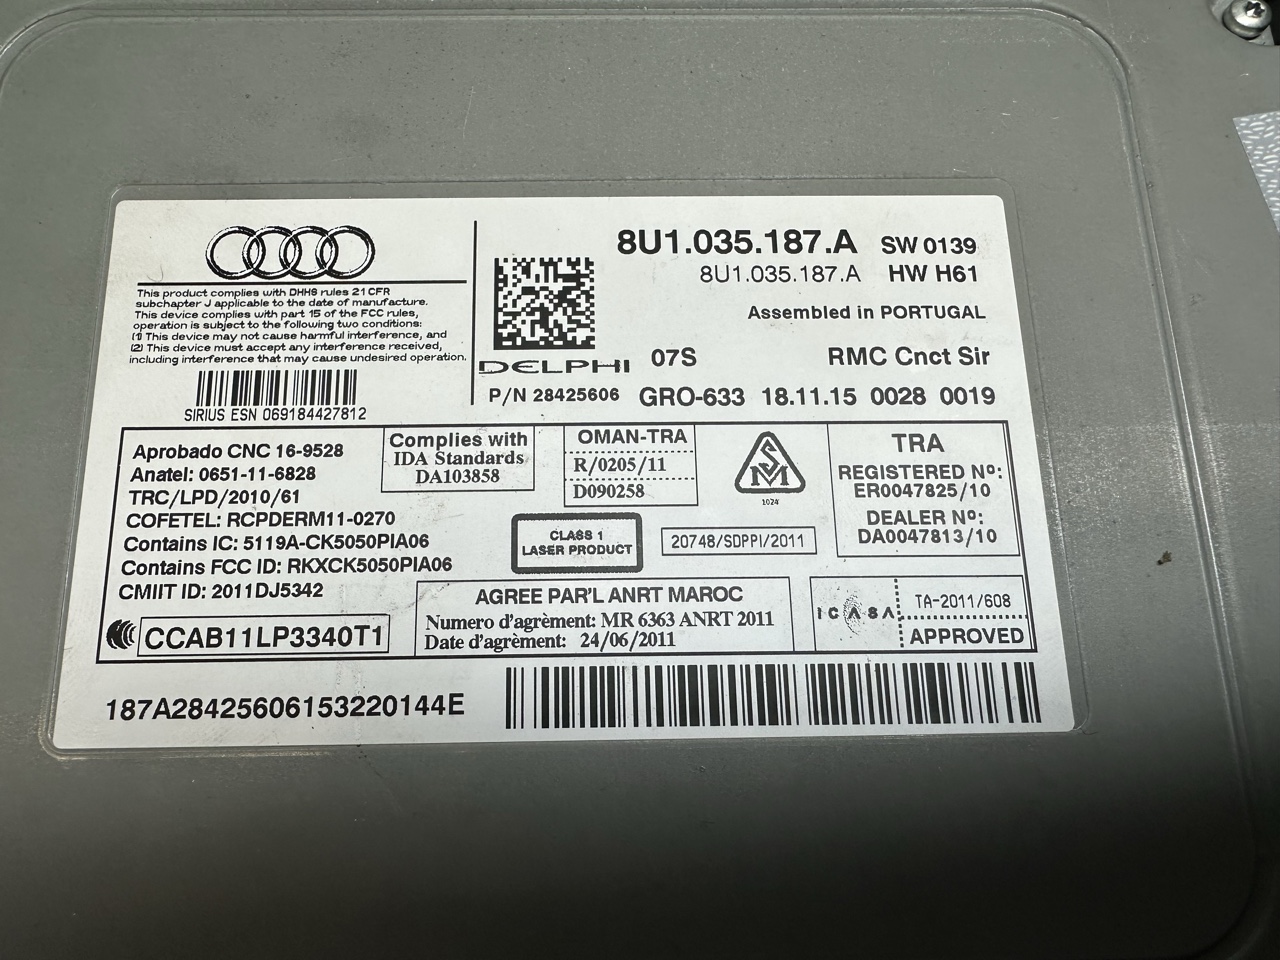 This product complies with DHHS rules 21 CFR
subchapter J applicable to the date of manufacture.
This device complies with part 15 of the FCC rules,
operation is subject to the following two conditions:
(1) This device may not cause harmful interference, and
(2) This device must accept any interference received,
including interference that may cause undesired operation.
SIRIUS ESN 069184427812
8U1.035.187.A SW 0139
8U1.035.187.A HW H61
Assembled in PORTUGAL
DELPHI 07S RMC Cnct Sir
P/N 28425606 GRO-633 18.11.15 0028 0019
Aprobado CNC 16-9528
Anatel: 0651-11-6828
TRC/LPD/2010/61
COFETEL: RCPDERM11-0270
Contains IC: 5119A-CK5050PIA06
Contains FCC ID: RKXCK5050PIA06
CMIIT ID: 2011DJ5342
CCAB11LP3340T1
Complies with
IDA Standards
DA103858
OMAN-TRA
R/0205/11
D090258
SVM
1024
TRA
REGISTERED Nº:
ER0047825/10
DEALER Nº:
DA0047813/10
CLASS 1
LASER PRODUCT
20748/SDPPI/2011
AGREE PAR'L ANRT MAROC
Numero d'agrèment: MR 6363 ANRT 2011
Date d'agrèment: 24/06/2011
ICASA
TA-2011/608
APPROVED
187A28425606153220144E